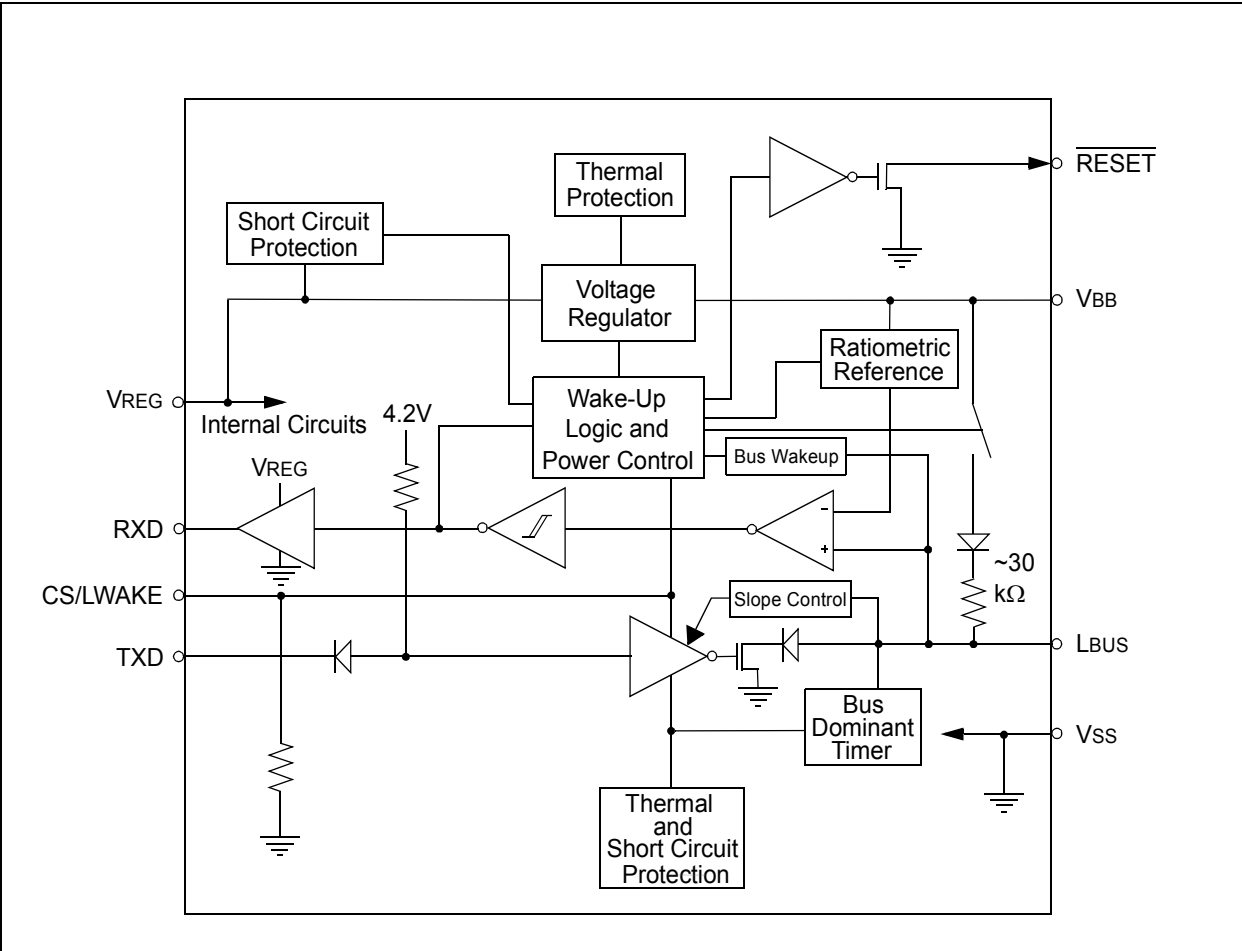 RESET
Thermal
Protection
Short Circuit
Protection
Voltage
Regulator
VBB
Ratiometric
Reference
VREG
Internal Circuits
4.2V
Wake-Up
Logic and
Power Control
Bus Wakeup
VREG
RXD
-
+
~30
kΩ
CS/LWAKE
Slope Control
TXD
LBUS
Bus
Dominant
Timer
VSS
Thermal
and
Short Circuit
Protection